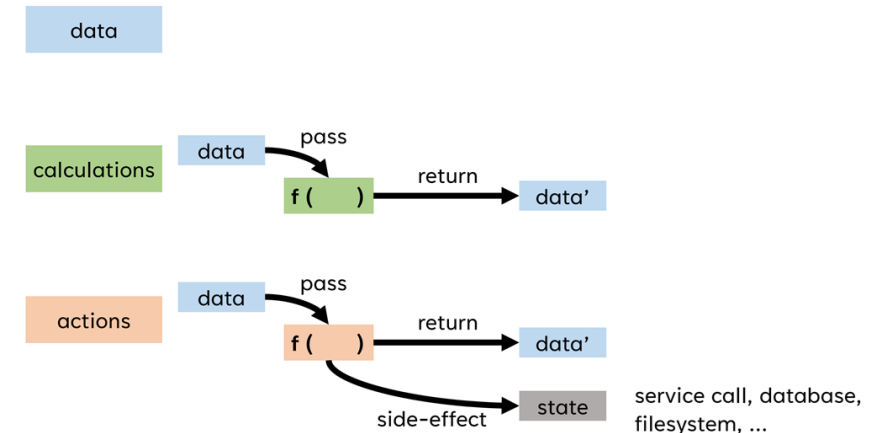 data
calculations
data
pass
f (    )
return
data’
actions
data
pass
f (    )
return
data’
side-effect
state
service call, database,
filesystem, ...